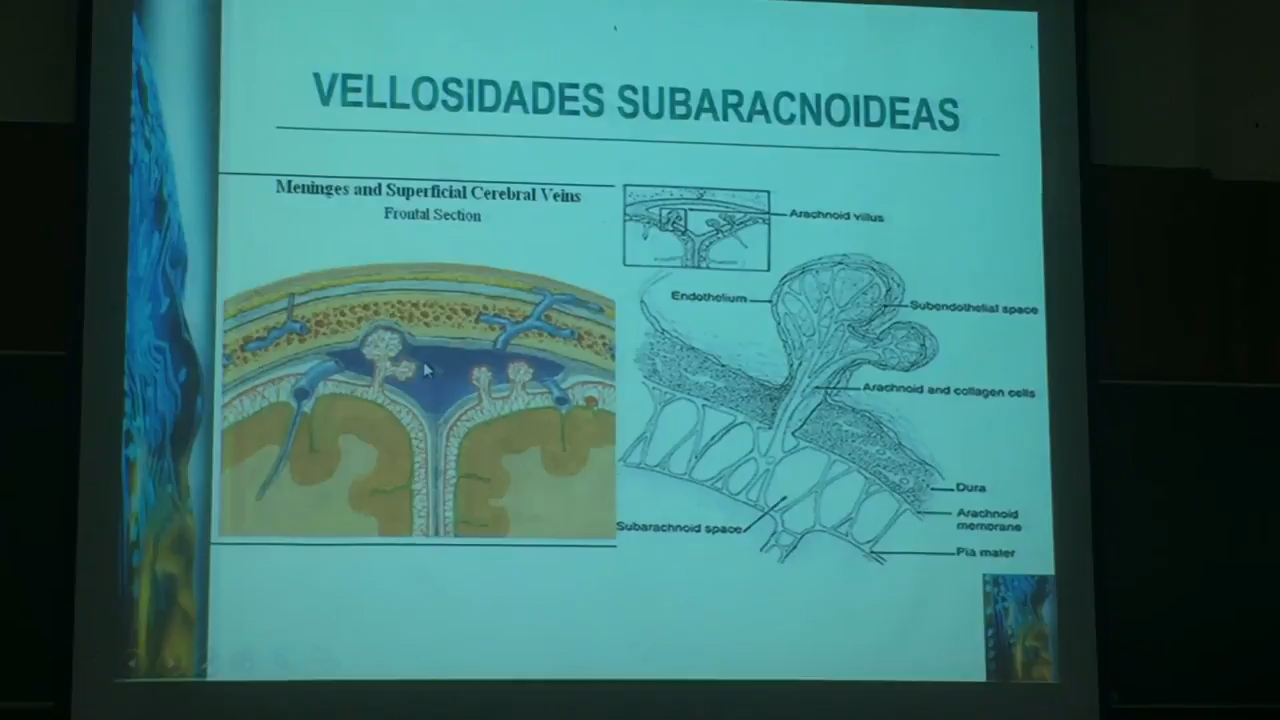 VELLOSIDADES SUBARACNOIDEAS
Meninges and Superficial Cerebral Veins
Frontal Section
Arachnoid villus
Endothelium
Subendothelial space
Arachnoid and collagen cells
Dura
Arachnoid
membrane
Subarachnoid space
Pia mater